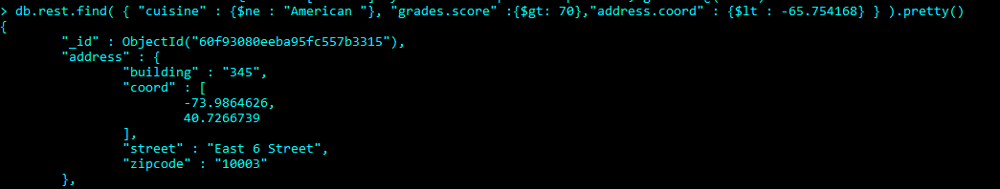 > db.rest.find( { "cuisine" : {$ne : "American "}, "grades.score" :{$gt: 70},"address.coord" : {$lt : -65.754168} } ).pretty()
{
        "_id" : ObjectId("60f93080eeba95fc557b3315"),
        "address" : {
                "building" : "345",
                "coord" : [
                        -73.9864626,
                        40.7266739
                ],
                "street" : "East 6 Street",
                "zipcode" : "10003"
        },